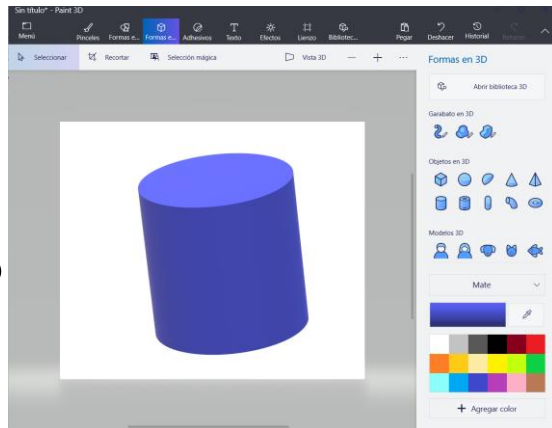 Sin título* - Paint 3D
Menú
Pinceles
Formas e...
Formas e...
Adhesivos
Texto
Efectos
Lienzo
Bibliotec...
Pegar
Deshacer
Historial
Rehacer
Seleccionar
Recortar
Selección mágica
Vista 3D
Formas en 3D
Abrir biblioteca 3D
Garabato en 3D
Objetos en 3D
Modelos 3D
Mate
Agregar color